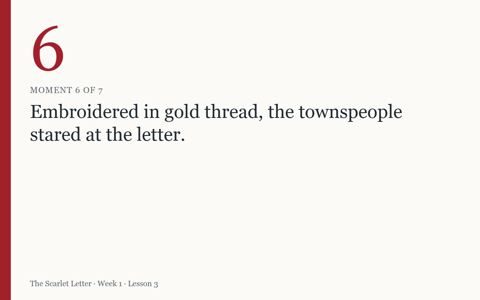 6
MOMENT 6 OF 7
Embroidered in gold thread, the townspeople
stared at the letter.
The Scarlet Letter · Week 1 · Lesson 3